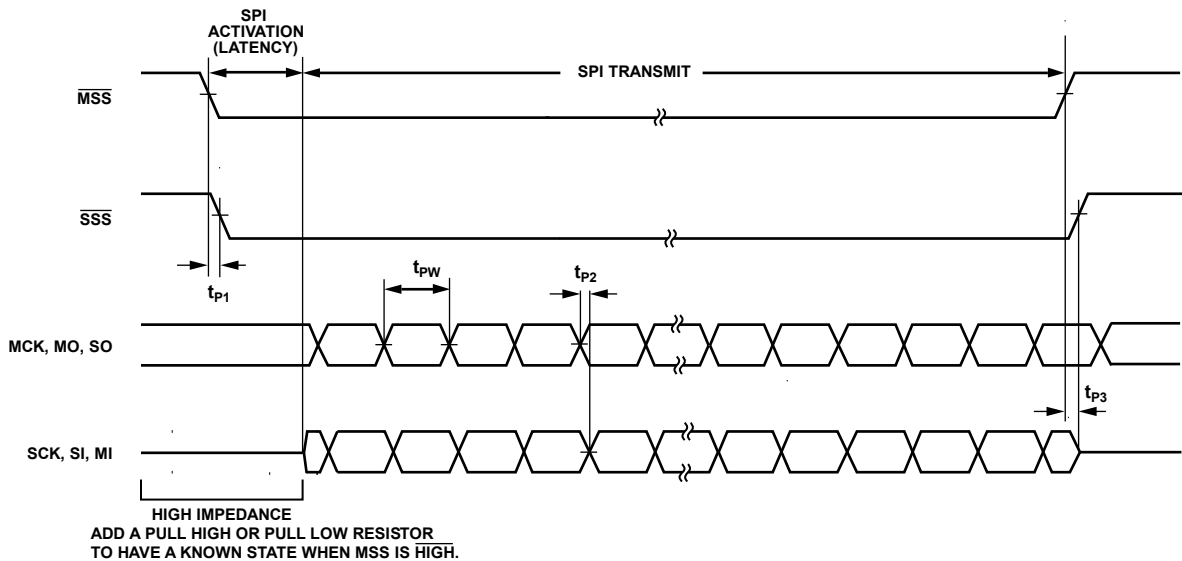 SPI
ACTIVATION
(LATENCY)
SPI TRANSMIT
MSS
SSS
tP1
tPW
tP2
MCK, MO, SO
tP3
SCK, SI, MI
HIGH IMPEDANCE
ADD A PULL HIGH OR PULL LOW RESISTOR
TO HAVE A KNOWN STATE WHEN MSS IS HIGH.